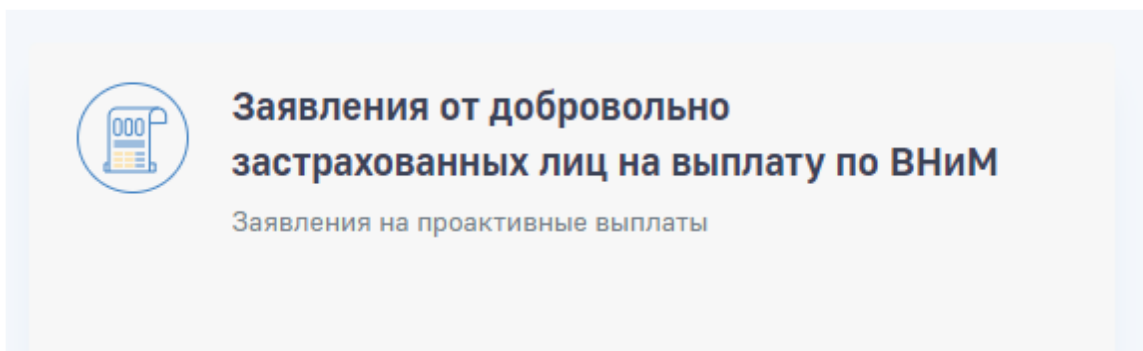 Заявления от добровольно
застрахованных лиц на выплату по ВНиМ
Заявления на проактивные выплаты